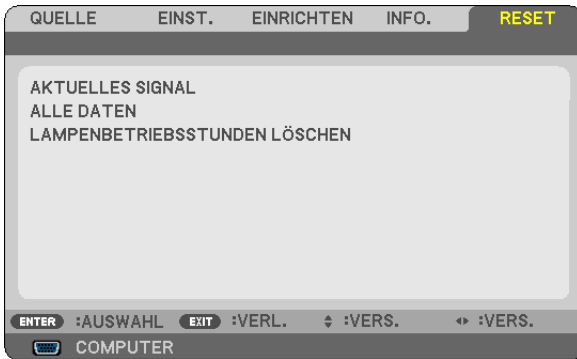 QUELLE EINST. EINRICHTEN INFO. RESET
AKTUELLES SIGNAL
ALLE DATEN
LAMPENBETRIEBSSTUNDEN LÖSCHEN
ENTER :AUSWAHL EXIT :VERL. :VERS. :VERS.
COMPUTER